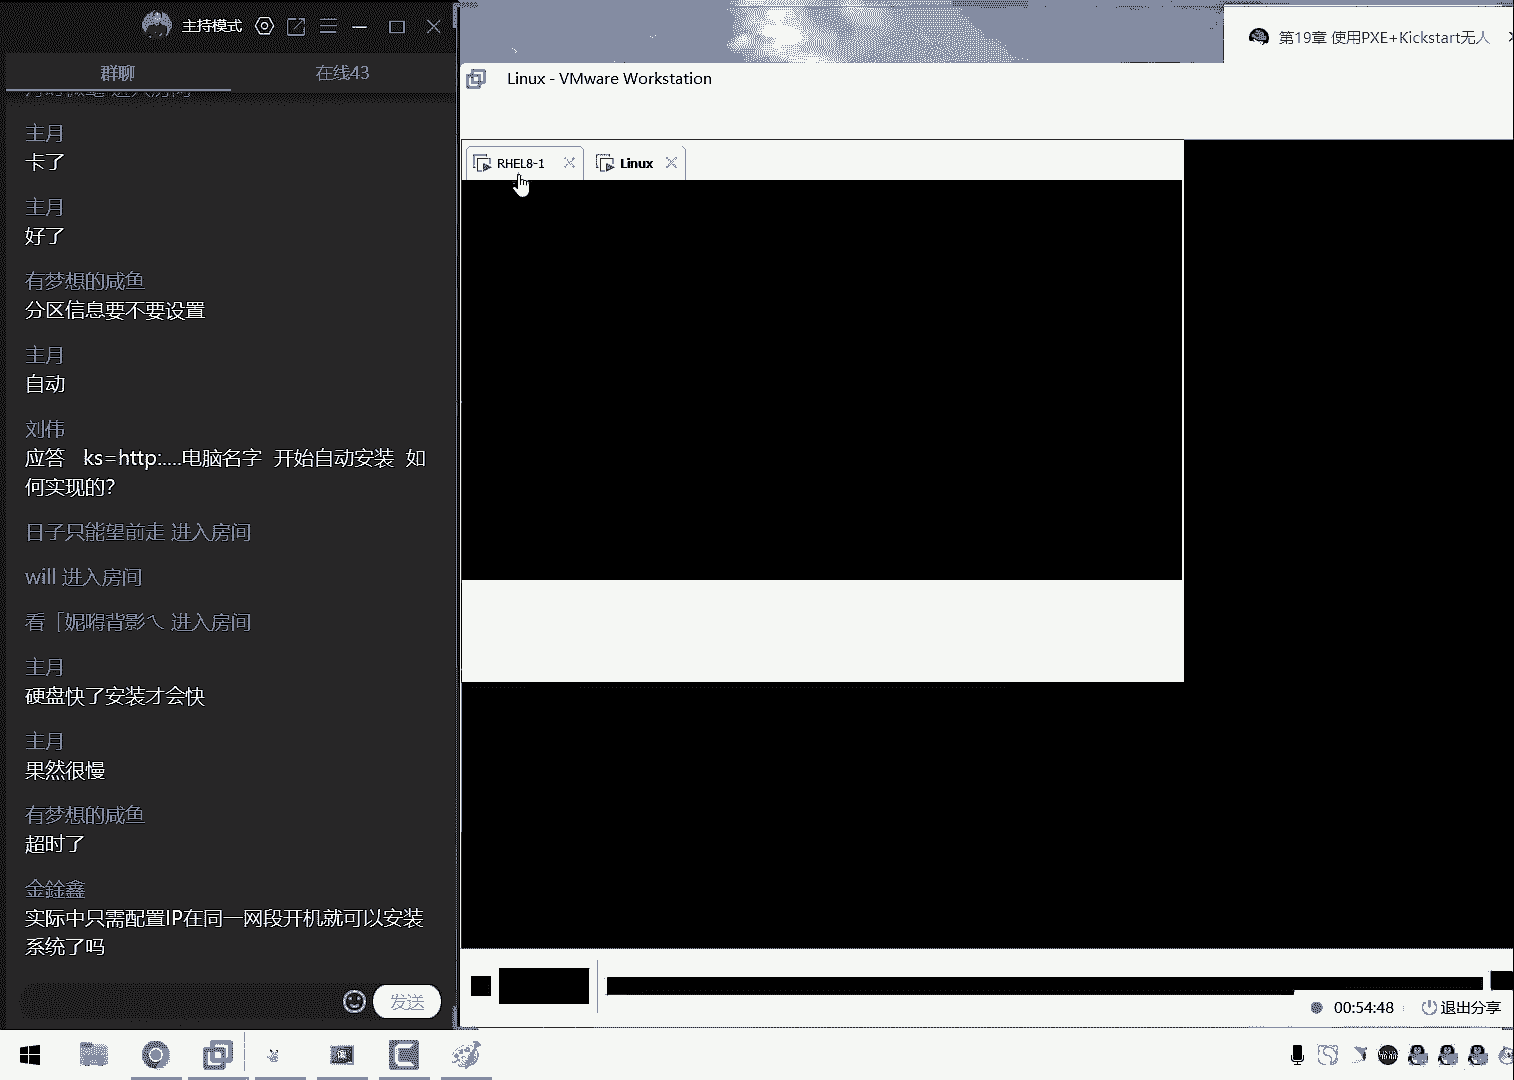 主持模式
群聊
在线43
主月
卡了
主月
好了
有梦想的咸鱼
分区信息要不要设置
主月
自动
刘伟
应答 ks=http:....电脑名字 开始自动安装 如
何实现的?
日子只能望前走 进入房间
will 进入房间
看「妮嘚背影乀 进入房间
主月
硬盘快了安装才会快
主月
果然很慢
有梦想的咸鱼
超时了
金銓鑫
实际中只需配置IP在同一网段开机就可以安装
系统了吗
发送
第19章 使用PXE+Kickstart无人
Linux - VMware Workstation
RHEL8-1
Linux
00:54:48
退出分享